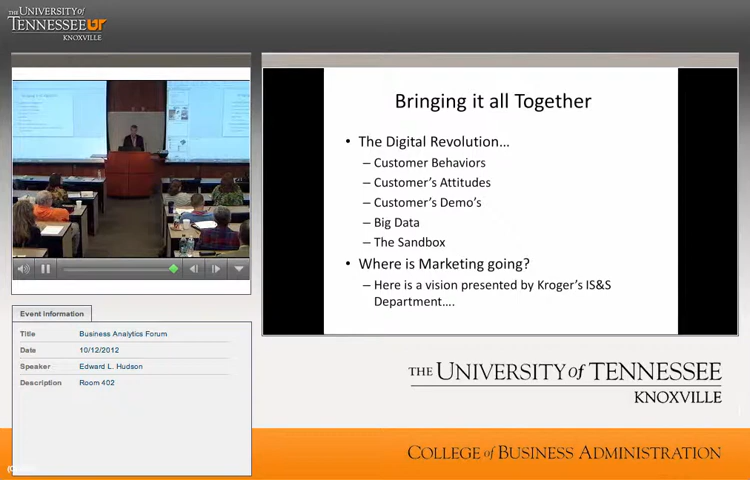 THE UNIVERSITY of
TENNESSEE UT
KNOXVILLE
Bringing it all Together
• The Digital Revolution…
– Customer Behaviors
– Customer's Attitudes
– Customer's Demo's
– Big Data
– The Sandbox
• Where is Marketing going?
– Here is a vision presented by Kroger's IS&S
Department….
Event Information
Title Business Analytics Forum
Date 10/12/2012
Speaker Edward L. Hudson
Description Room 402
THE UNIVERSITY of TENNESSEE
KNOXVILLE
COLLEGE of BUSINESS ADMINISTRATION